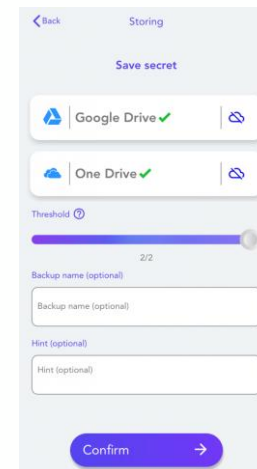 Back Storing
Save secret
Google Drive
One Drive
Threshold ?
2/2
Backup name (optional)
Backup name (optional)
Hint (optional)
Hint (optional)
Confirm